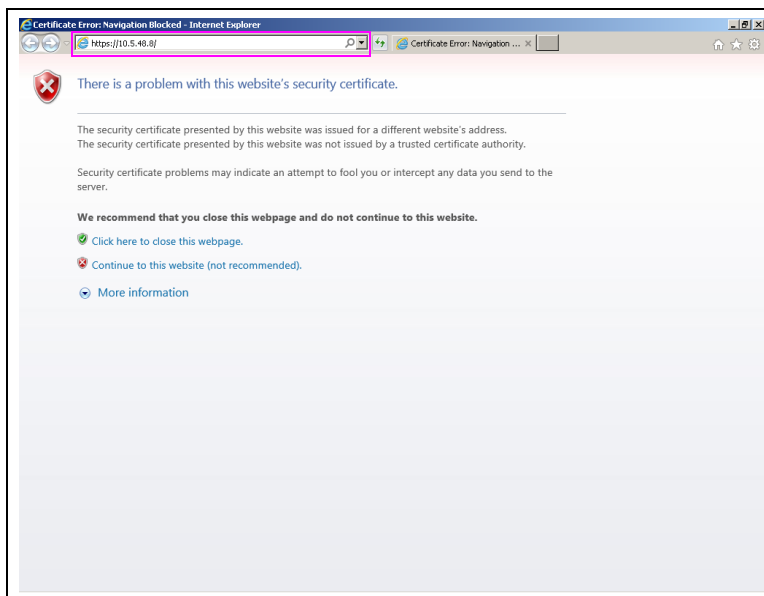 Certificate Error: Navigation Blocked - Internet Explorer
https://10.5.48.8/
Certificate Error: Navigation ...
There is a problem with this website's security certificate.
The security certificate presented by this website was issued for a different website's address.
The security certificate presented by this website was not issued by a trusted certificate authority.
Security certificate problems may indicate an attempt to fool you or intercept any data you send to the
server.
We recommend that you close this webpage and do not continue to this website.
Click here to close this webpage.
Continue to this website (not recommended).
More information